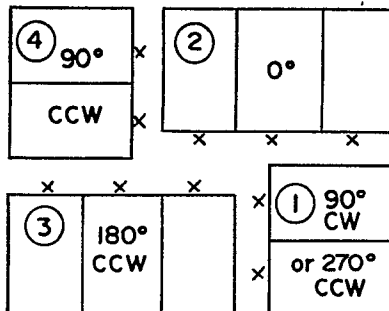 ④ 90°
CCW
×
×
② 0°
× × ×
× × ×
③ 180°
CCW
×
×
① 90°
CW
or 270°
CCW